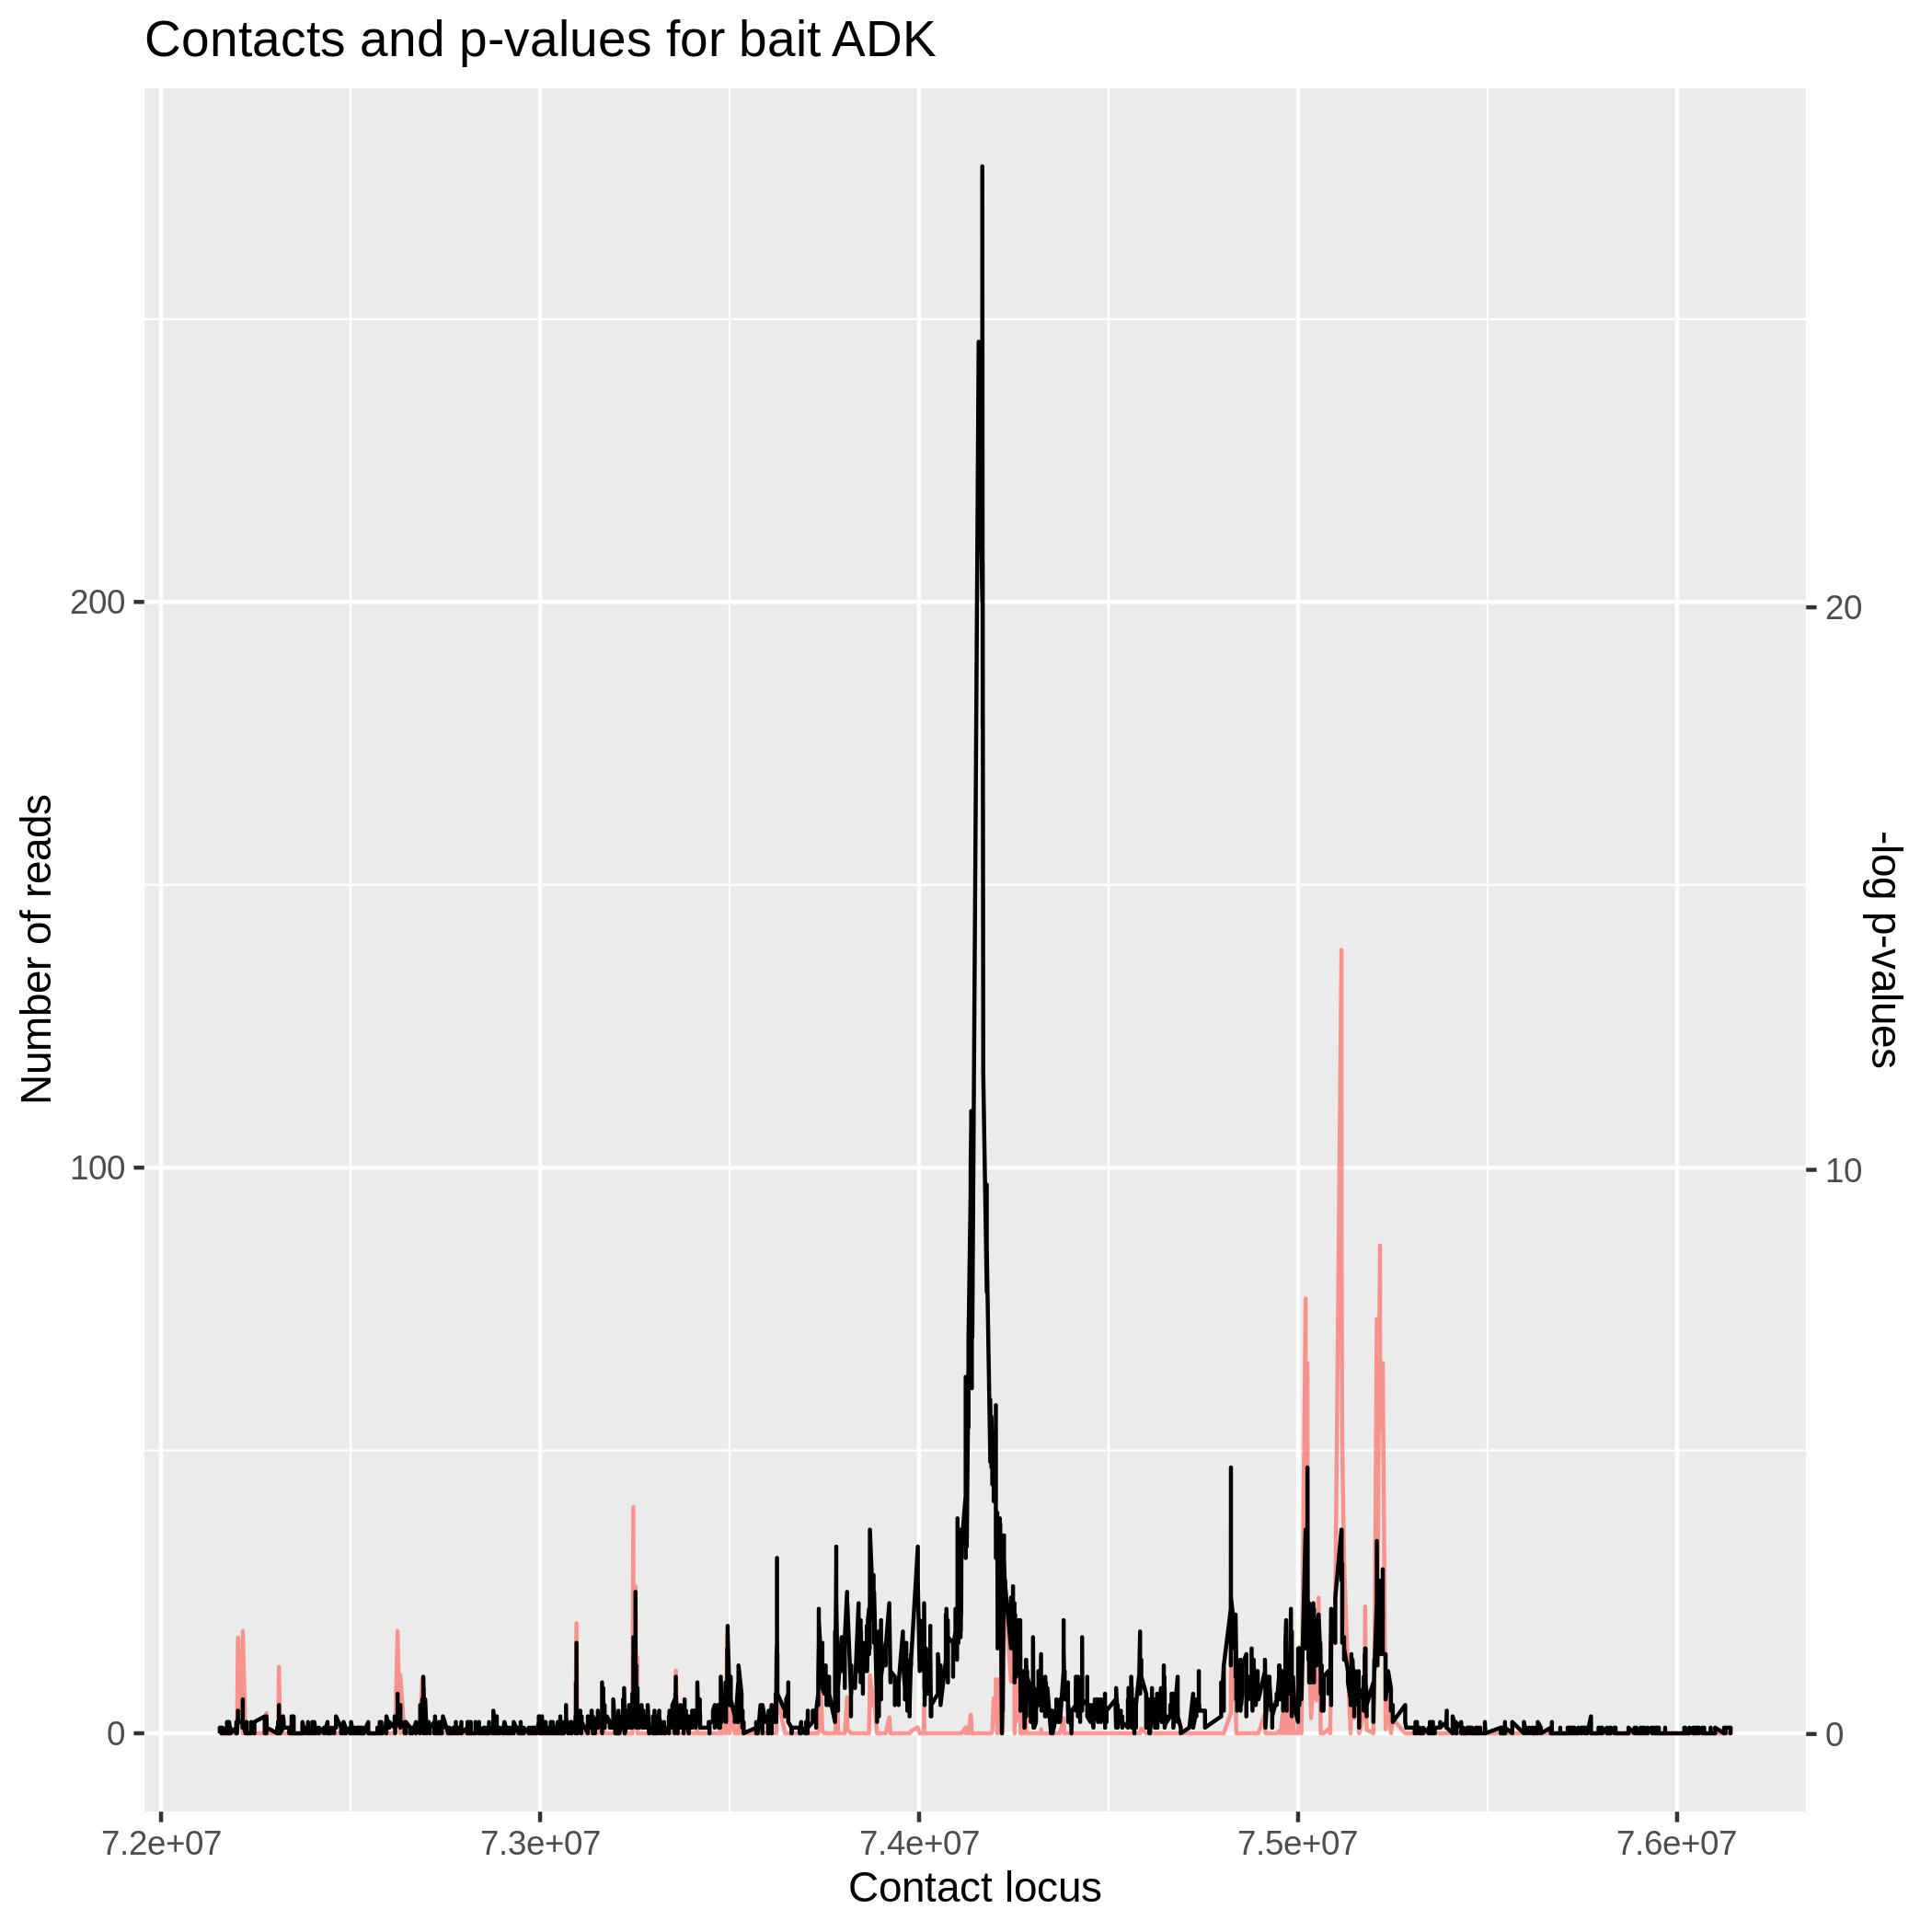 Contacts and p-values for bait ADK
Number of reads
200
100
0
20
10
0
-log p-values
7.2e+07
7.3e+07
7.4e+07
7.5e+07
7.6e+07
Contact locus